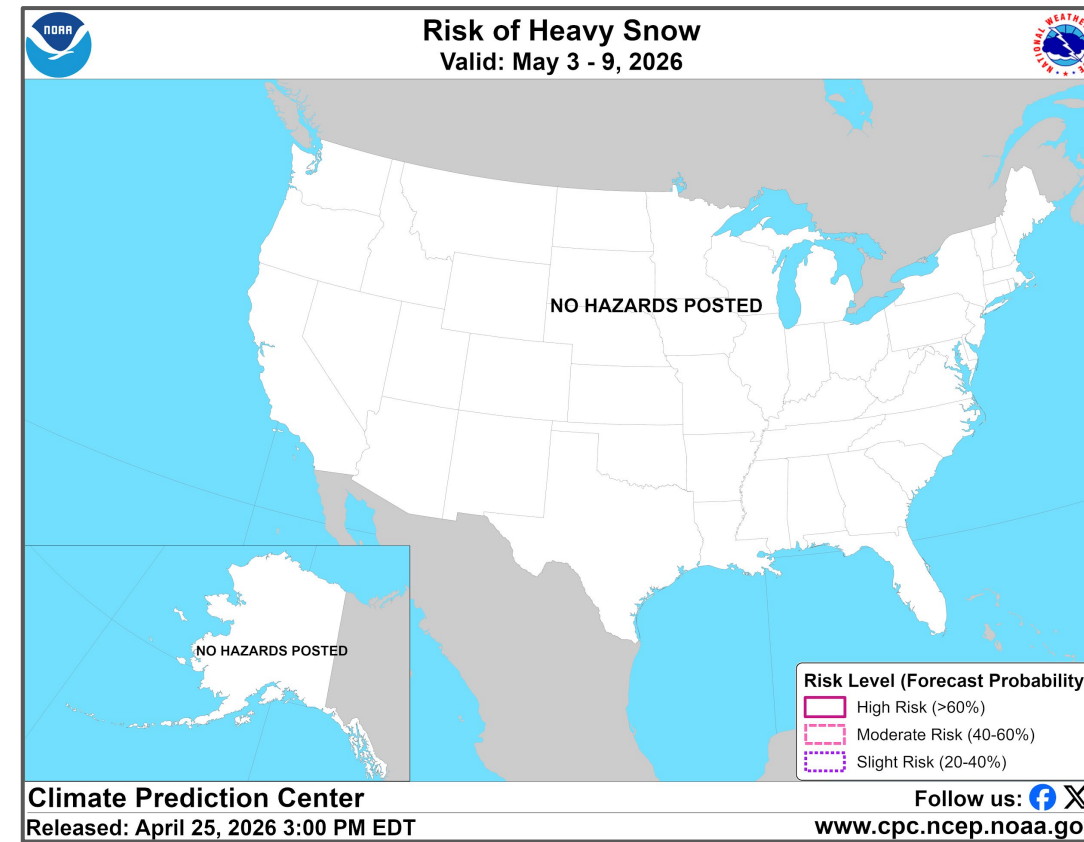 NOAA
Risk of Heavy Snow
Valid: May 3 - 9, 2026
NO HAZARDS POSTED
NO HAZARDS POSTED
Risk Level (Forecast Probability
High Risk (>60%)
Moderate Risk (40-60%)
Slight Risk (20-40%)
Climate Prediction Center
Follow us:
Released: April 25, 2026 3:00 PM EDT
www.cpc.ncep.noaa.go